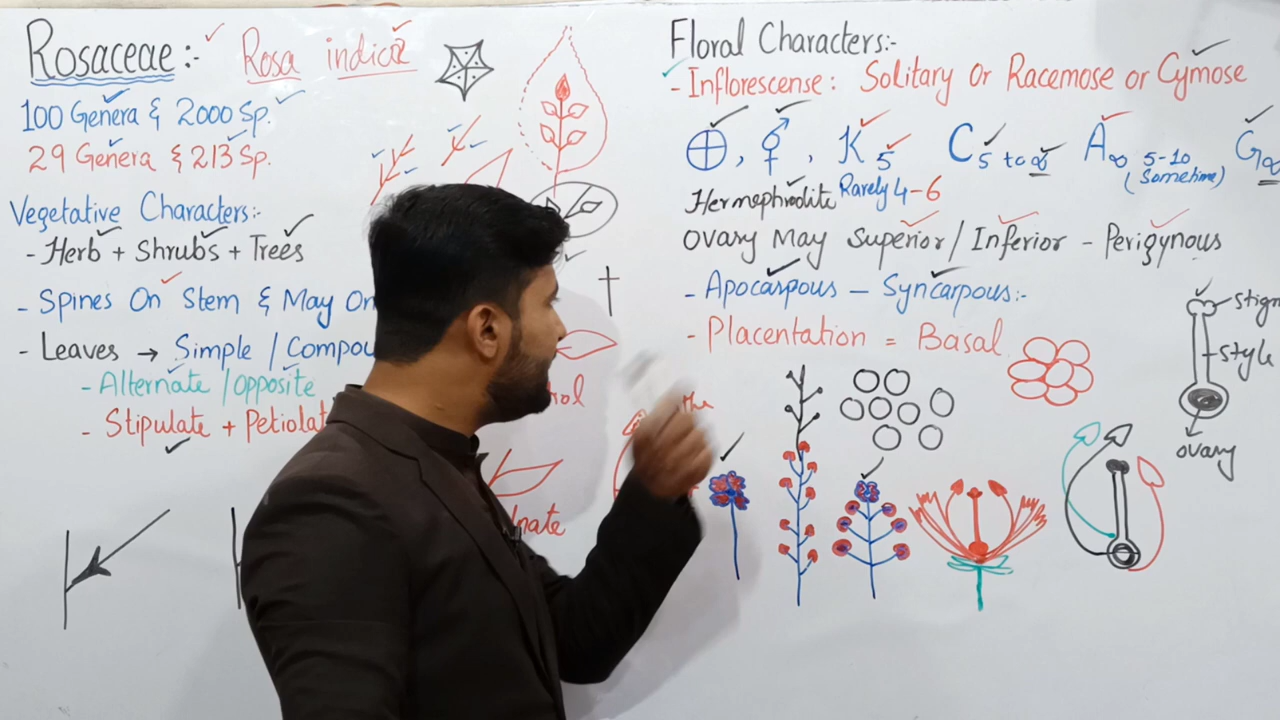 Rosaceae:- Rosa indica
100 Genera & 2000 Sp.
29 Genera & 213 Sp.
Vegetative Characters:-
- Herb + Shrubs + Trees
- Spines On Stem & May On
- Leaves → Simple / Compou
- Alternate / Opposite
- Stipulate + Petiolat
Floral Characters:-
- Inflorescense: Solitary Or Racemose or Cymose
⊕, ⚥, K5 C5 to ∞ A∞ 5-10 (Sometime) G∞
Hermephrodite Rarely 4-6
Ovary May Superior / Inferior - Perigynous
- Apocarpous - Syncarpous:-
- Placentation = Basal
Stigm
Style
ovary